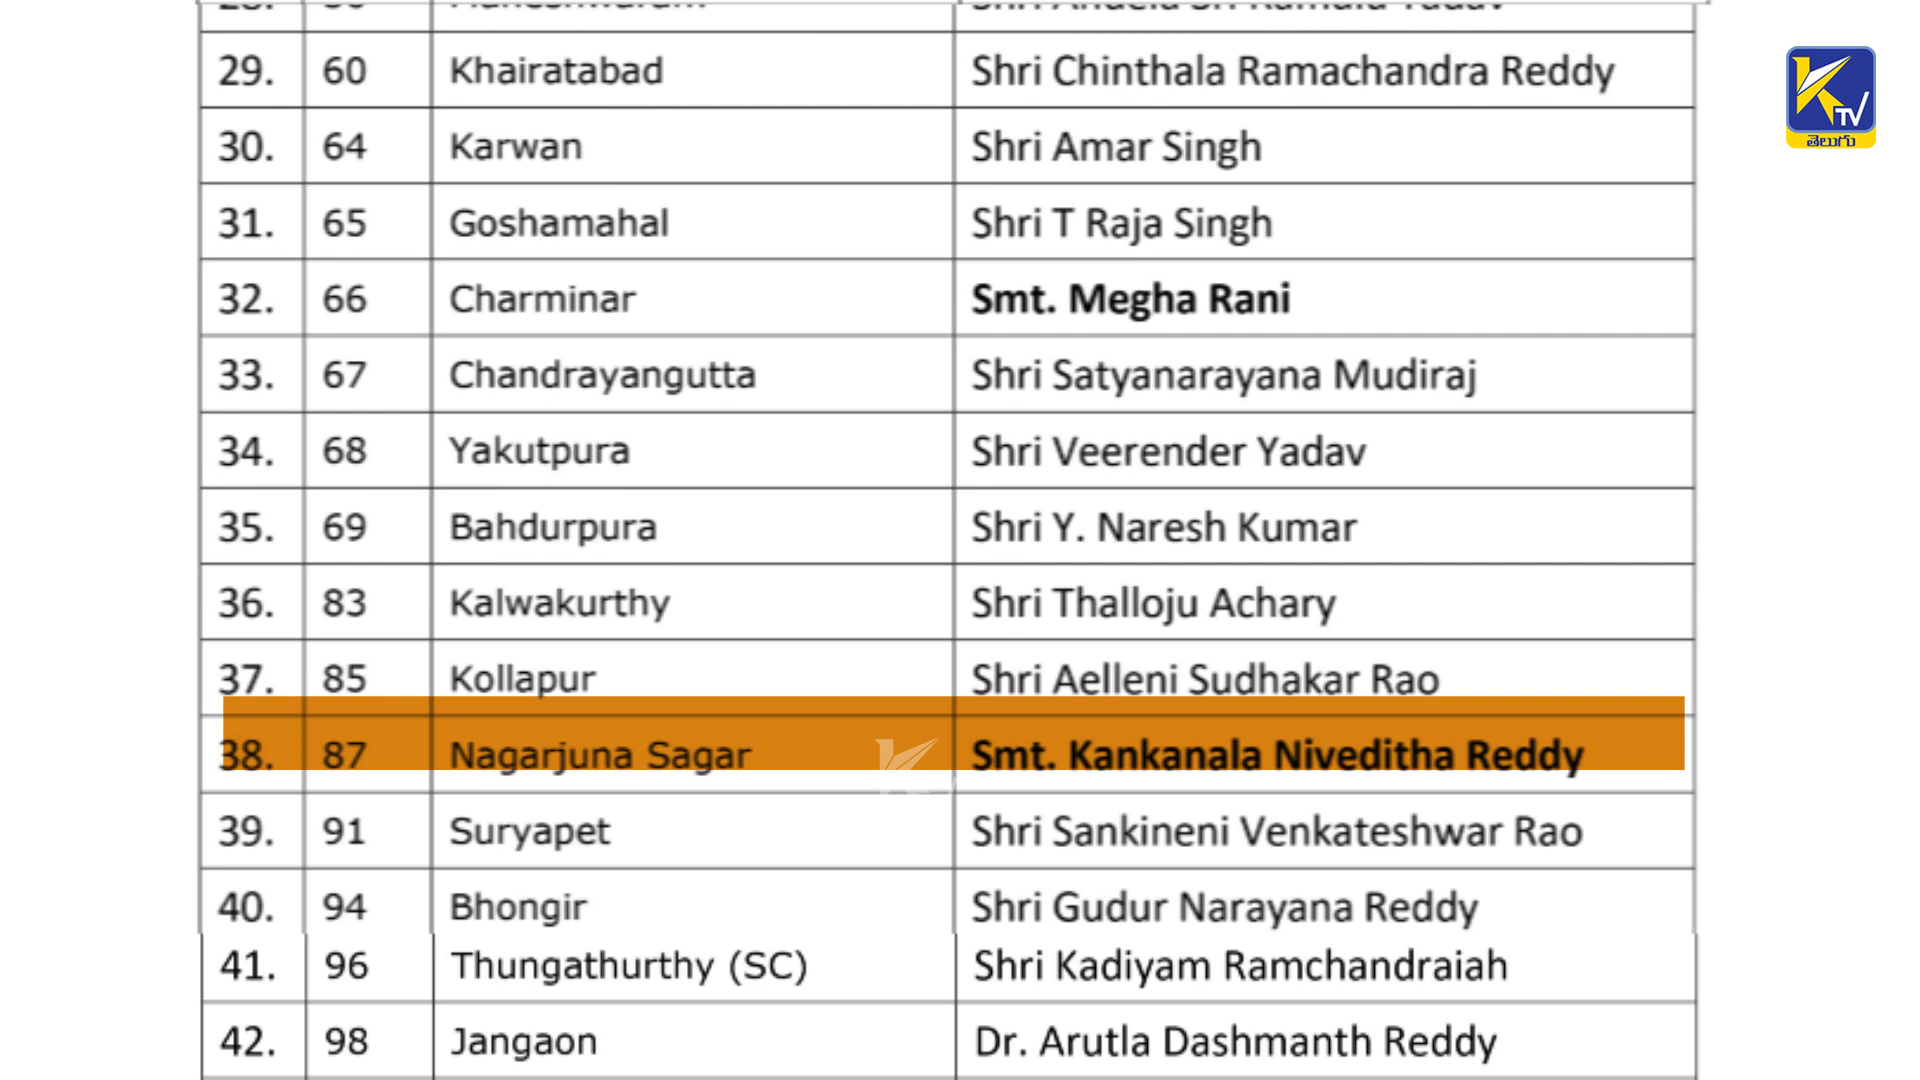 29. 60 Khairatabad Shri Chinthala Ramachandra Reddy
30. 64 Karwan Shri Amar Singh
31. 65 Goshamahal Shri T Raja Singh
32. 66 Charminar Smt. Megha Rani
33. 67 Chandrayangutta Shri Satyanarayana Mudiraj
34. 68 Yakutpura Shri Veerender Yadav
35. 69 Bahdurpura Shri Y. Naresh Kumar
36. 83 Kalwakurthy Shri Thalloju Achary
37. 85 Kollapur Shri Aelleni Sudhakar Rao
38. 87 Nagarjuna Sagar Smt. Kankanala Niveditha Reddy
39. 91 Suryapet Shri Sankineni Venkateshwar Rao
40. 94 Bhongir Shri Gudur Narayana Reddy
41. 96 Thungathurthy (SC) Shri Kadiyam Ramchandraiah
42. 98 Jangaon Dr. Arutla Dashmanth Reddy
K TV
తెలుగు